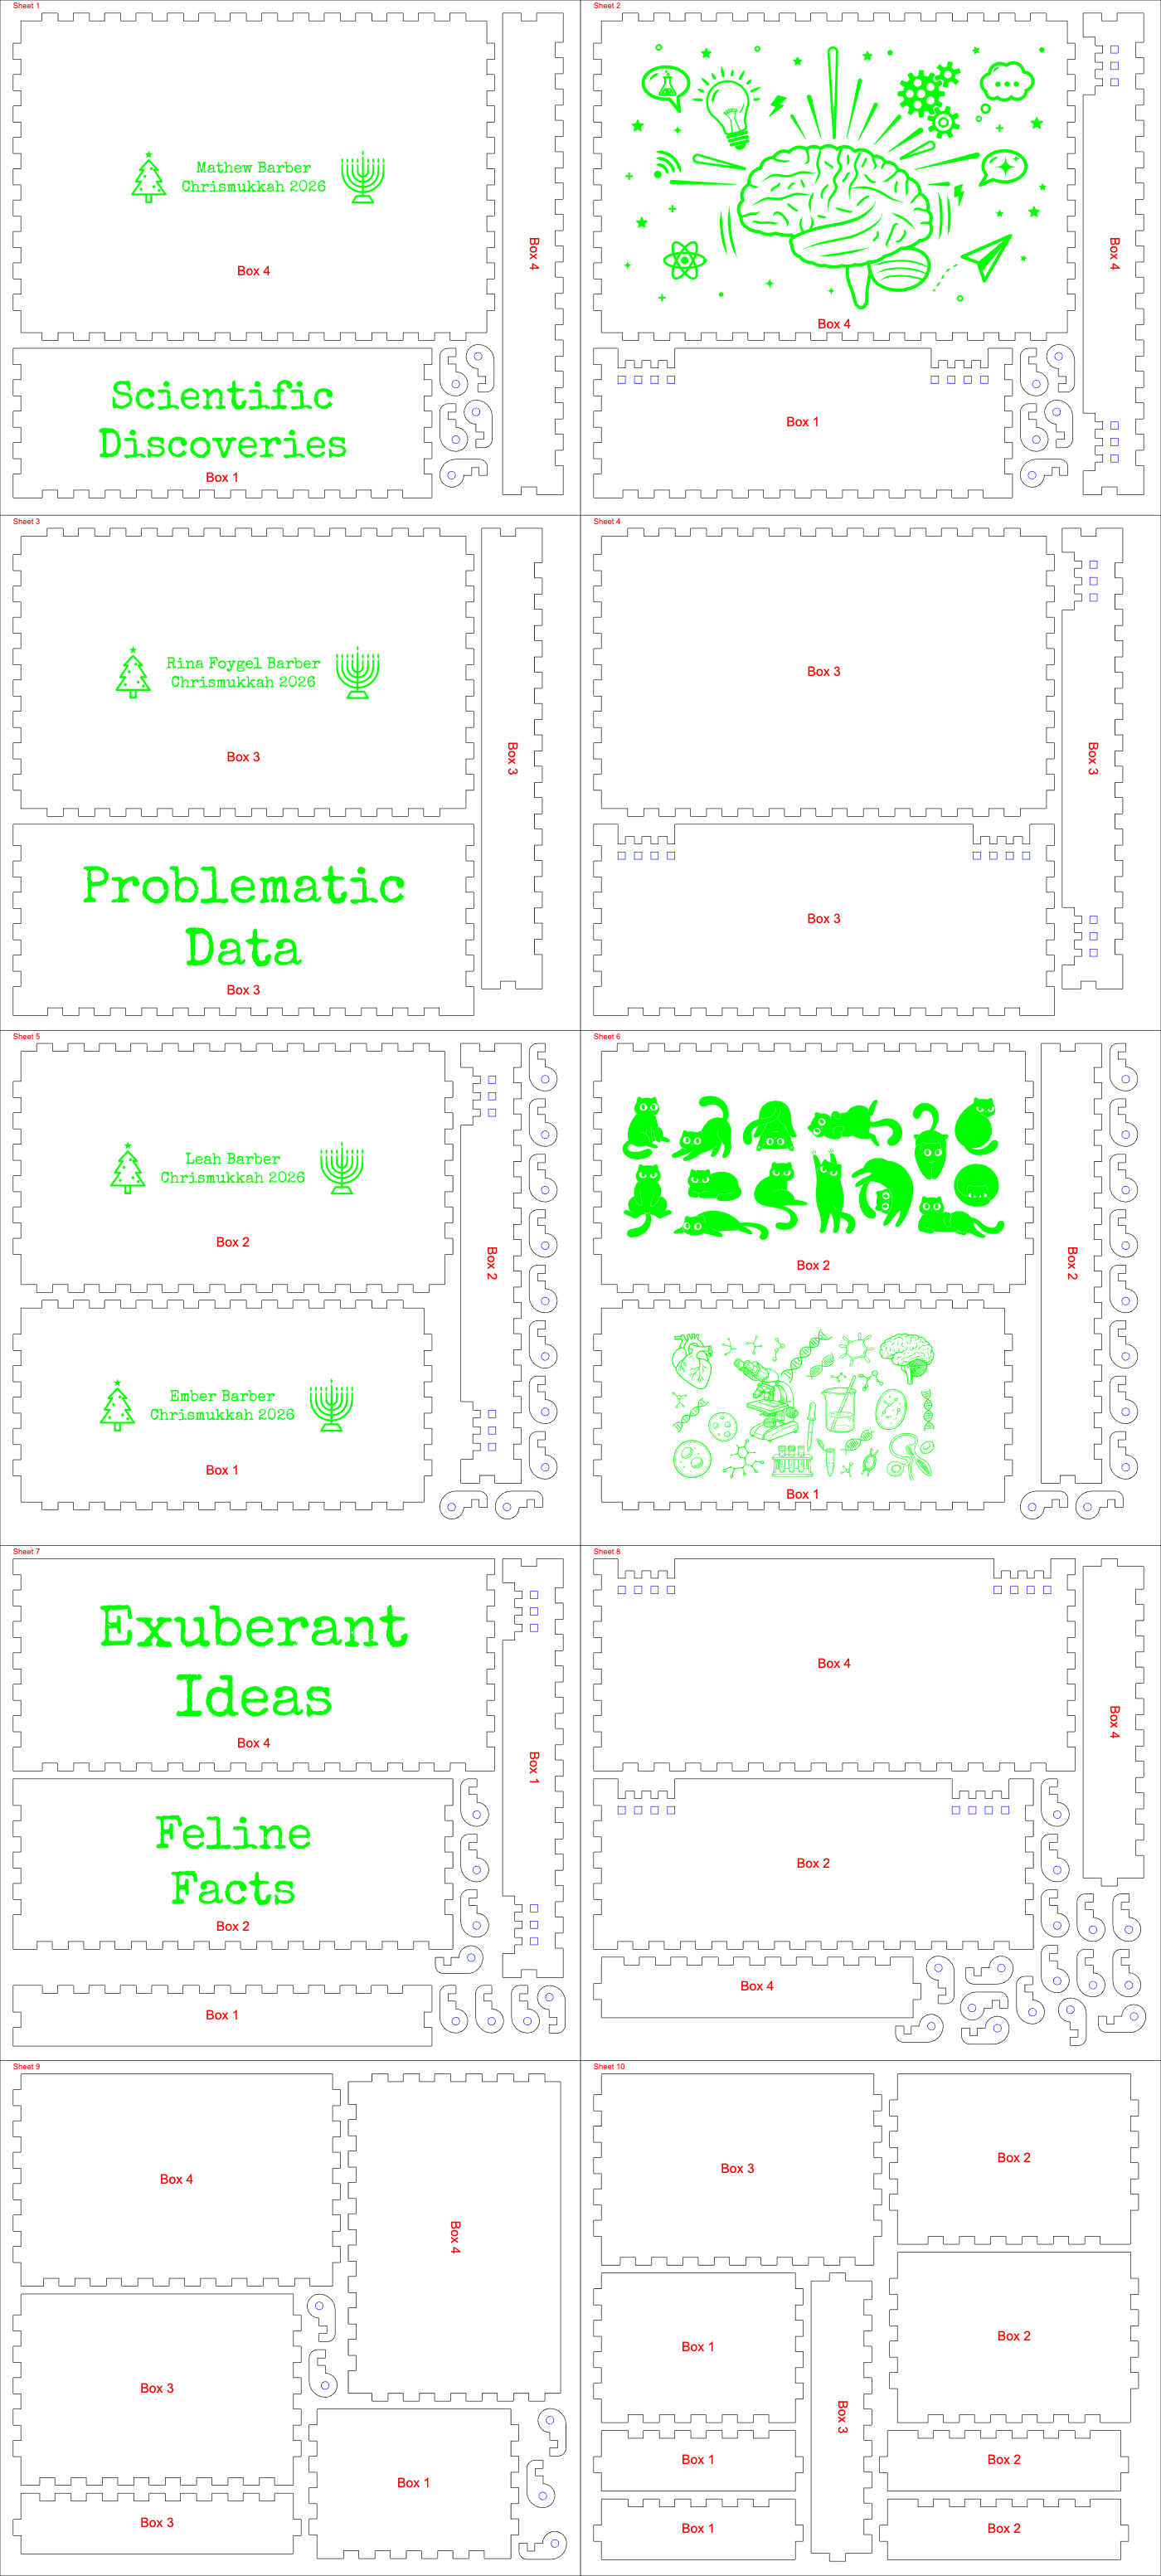 Sheet 1
Mathew Barber
Chrismukkah 2026
Box 4
Box 4
Scientific
Discoveries
Box 1
Sheet 2
Box 4
Box 4
Box 1
Sheet 3
Rina Foygel Barber
Chrismukkah 2026
Box 3
Box 3
Problematic
Data
Box 3
Sheet 4
Box 3
Box 3
Box 3
Sheet 5
Leah Barber
Chrismukkah 2026
Box 2
Box 2
Ember Barber
Chrismukkah 2026
Box 1
Sheet 6
Box 2
Box 2
Box 1
Sheet 7
Exuberant
Ideas
Box 4
Box 1
Feline
Facts
Box 2
Box 1
Sheet 8
Box 4
Box 4
Box 2
Box 4
Sheet 9
Box 4
Box 4
Box 3
Box 1
Box 3
Sheet 10
Box 3
Box 2
Box 1
Box 2
Box 3
Box 1
Box 2
Box 1
Box 2